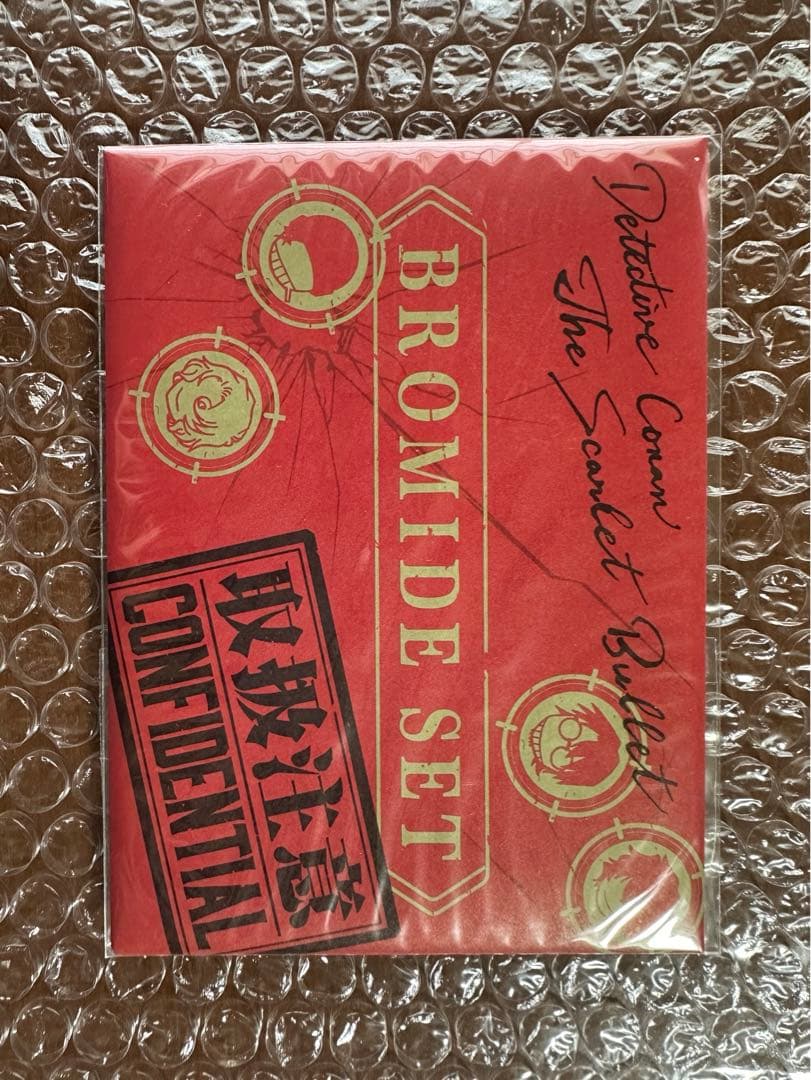 Detective Conan
The Scarlet Bullet
BROMIDE SET
取扱注意
CONFIDENTIAL